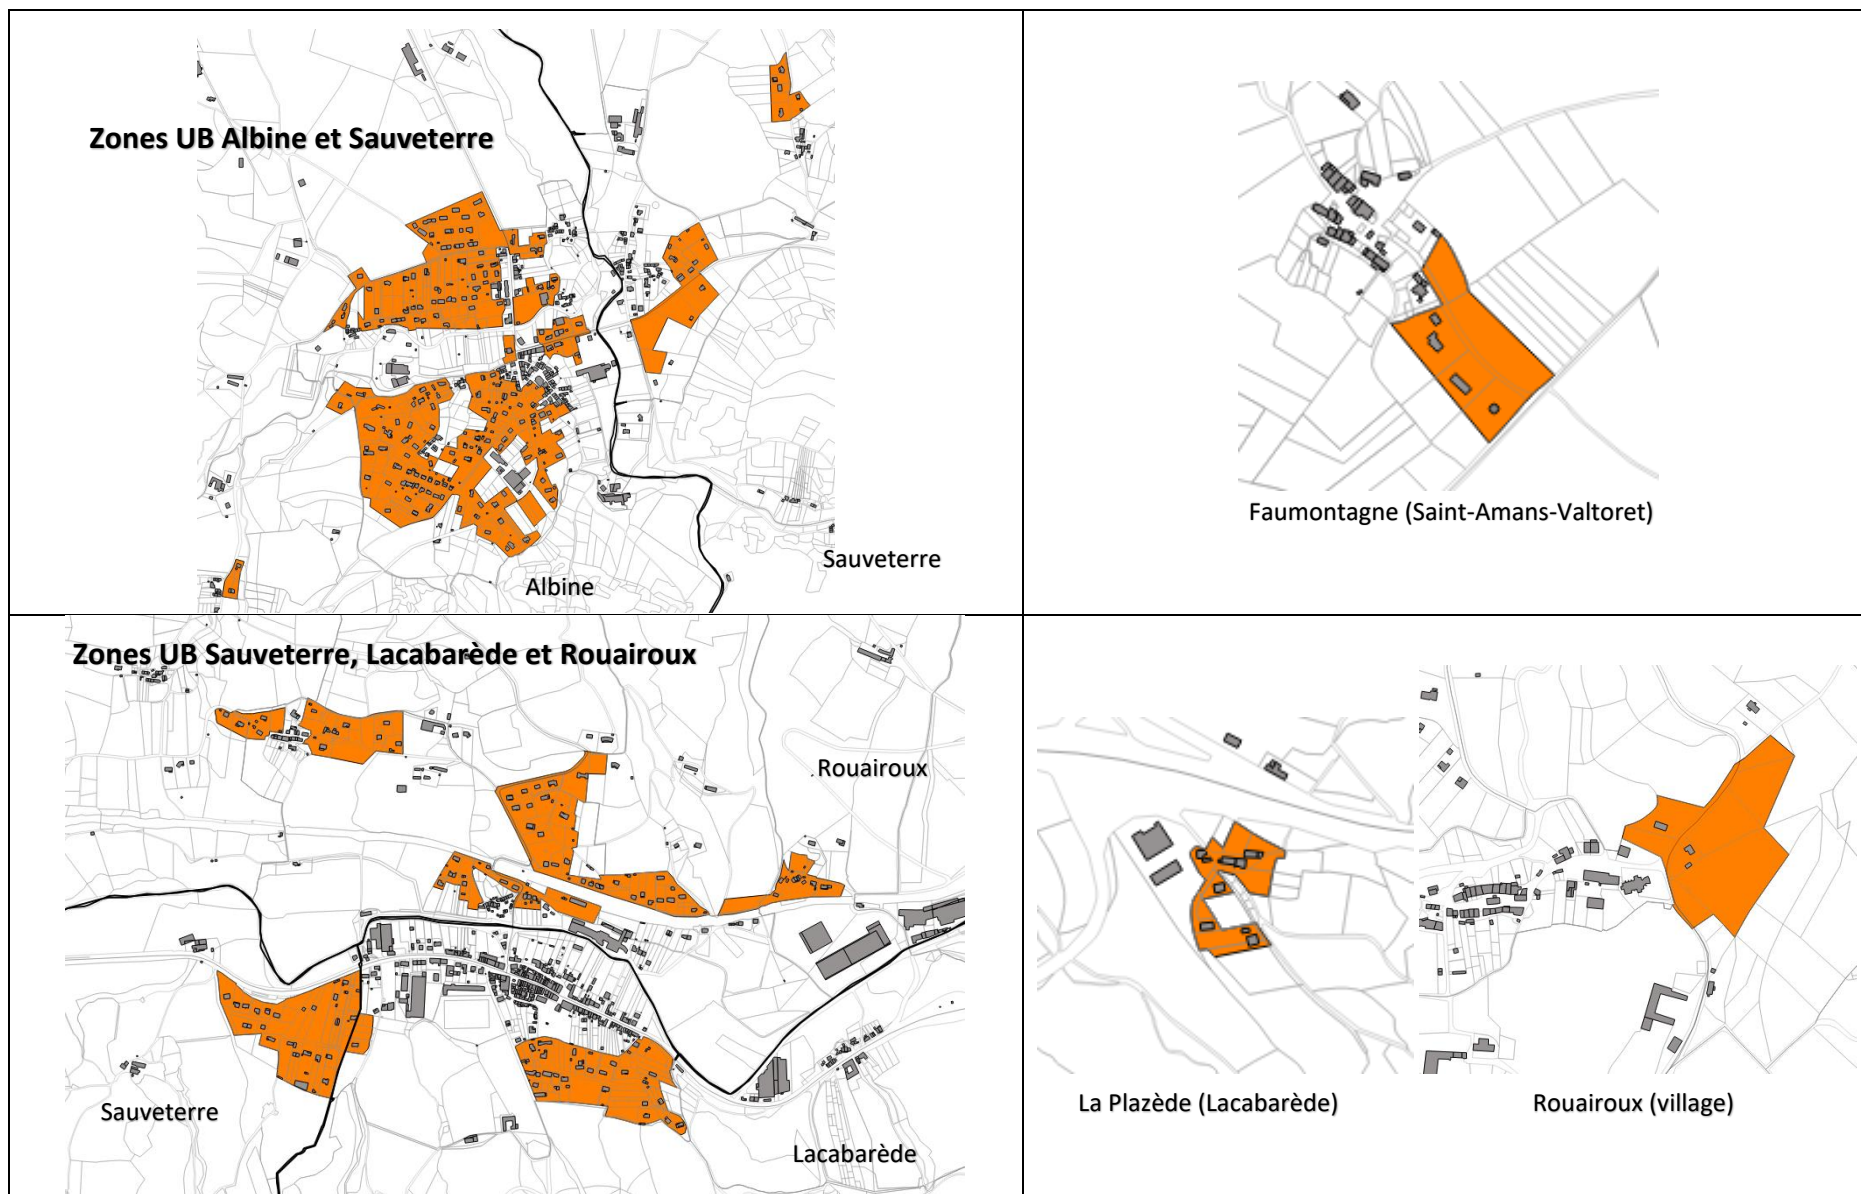 Zones UB Albine et Sauveterre
Sauveterre
Albine
Faumontagne (Saint-Amans-Valtoret)
Zones UB Sauveterre, Lacabarède et Rouairoux
Rouairoux
Sauveterre
Lacabarède
La Plazède (Lacabarède)
Rouairoux (village)